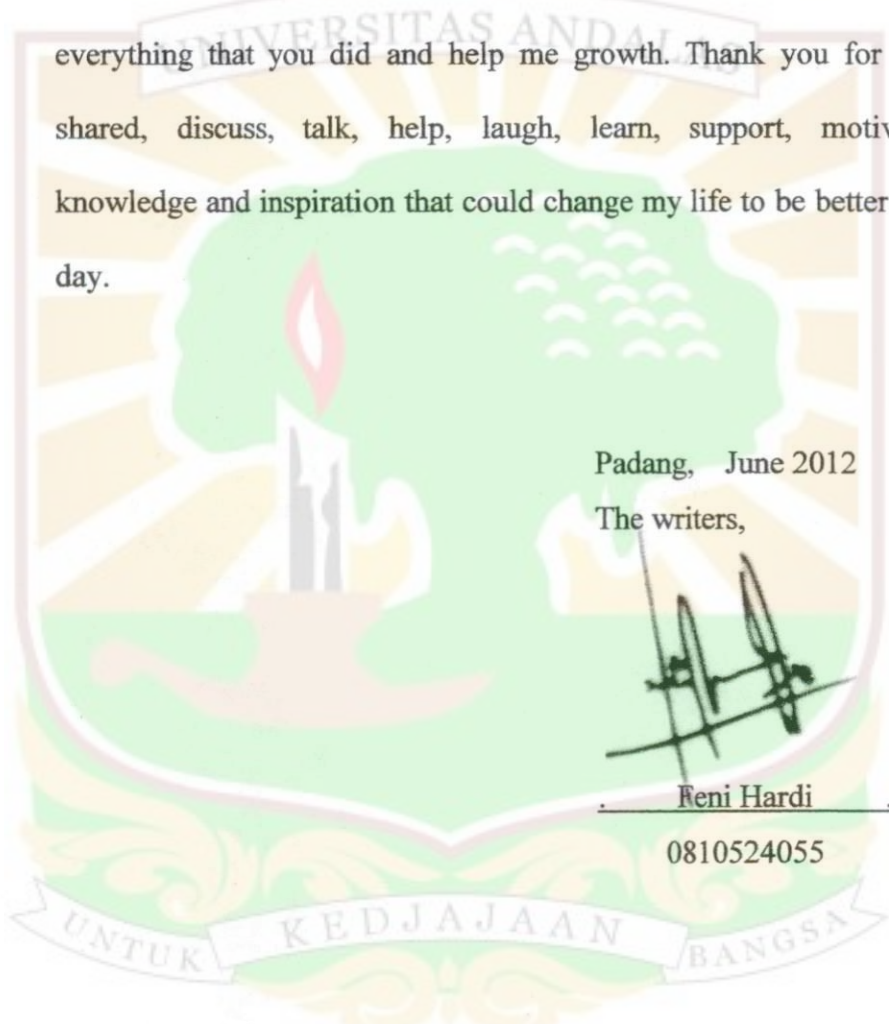 UNIVERSITAS ANDALAS
everything that you did and help me growth. Thank you for
shared, discuss, talk, help, laugh, learn, support,
knowledge and inspiration that could change my life to be better
day.
Padang, June 2012
The writers,
Feni Hardi
0810524055
UNTUK KEDJAJAAN BANGSA